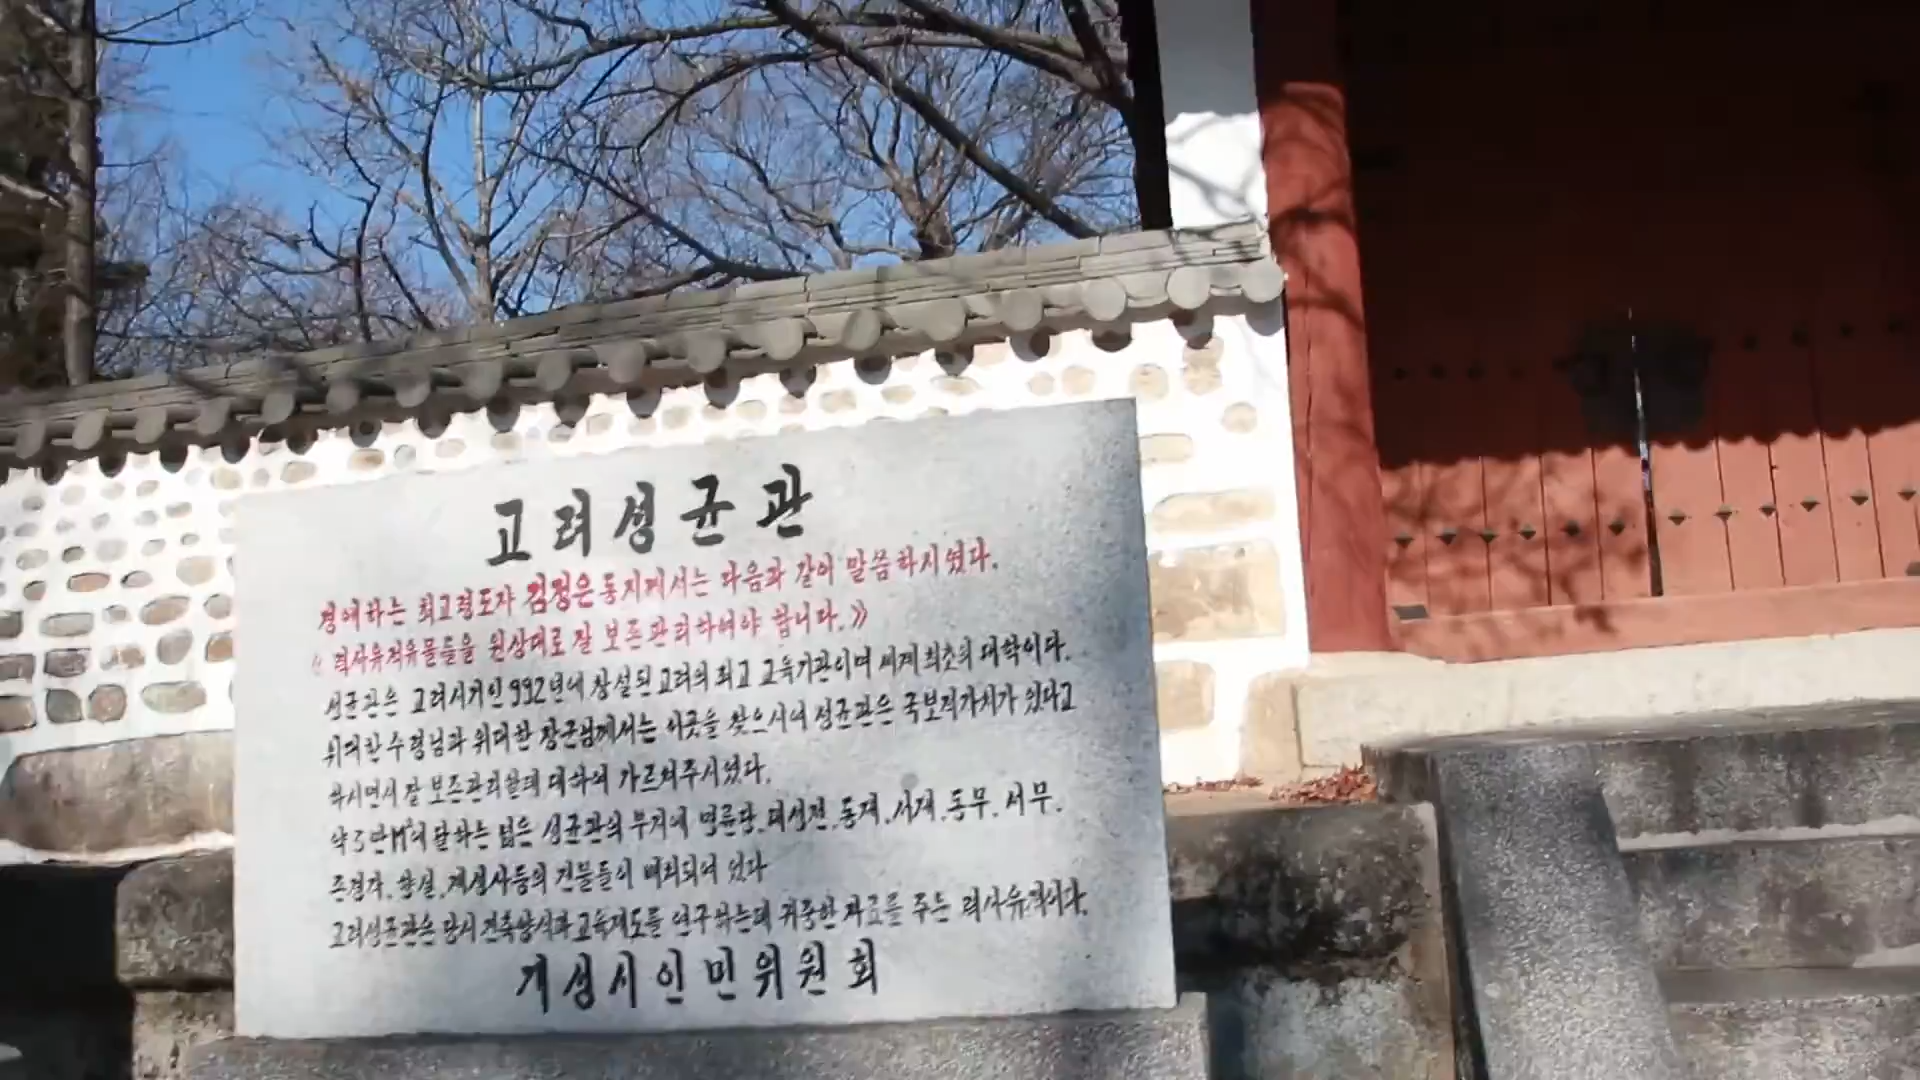 고려성균관
경애하는 최고령도자 김정은동지께서는 다음과 같이 말씀하시였다.
《력사유적유물들을 원상대로 잘 보존관리하여야 합니다.》
성균관은 고려시기인 992년에 창설된 고려의 최고 교육기관이며 세계 최초의 대학이다.
위대한 수령님과 위대한 장군님께서는 이곳을 찾으시여 성균관은 국보적가치가 있다고
하시면서 잘 보존관리할데 대하여 가르쳐주시였다.
약 3만M²에 달하는 넓은 성균관의 부지에 명륜당, 대성전, 동재, 서재, 동무, 서무,
존경각, 향실, 계성사등의 건물들이 배치되여 있다
고려성균관은 당시 건축양식과 교육제도를 연구하는데 귀중한 자료를 주는 력사유적이다.
개성시인민위원회